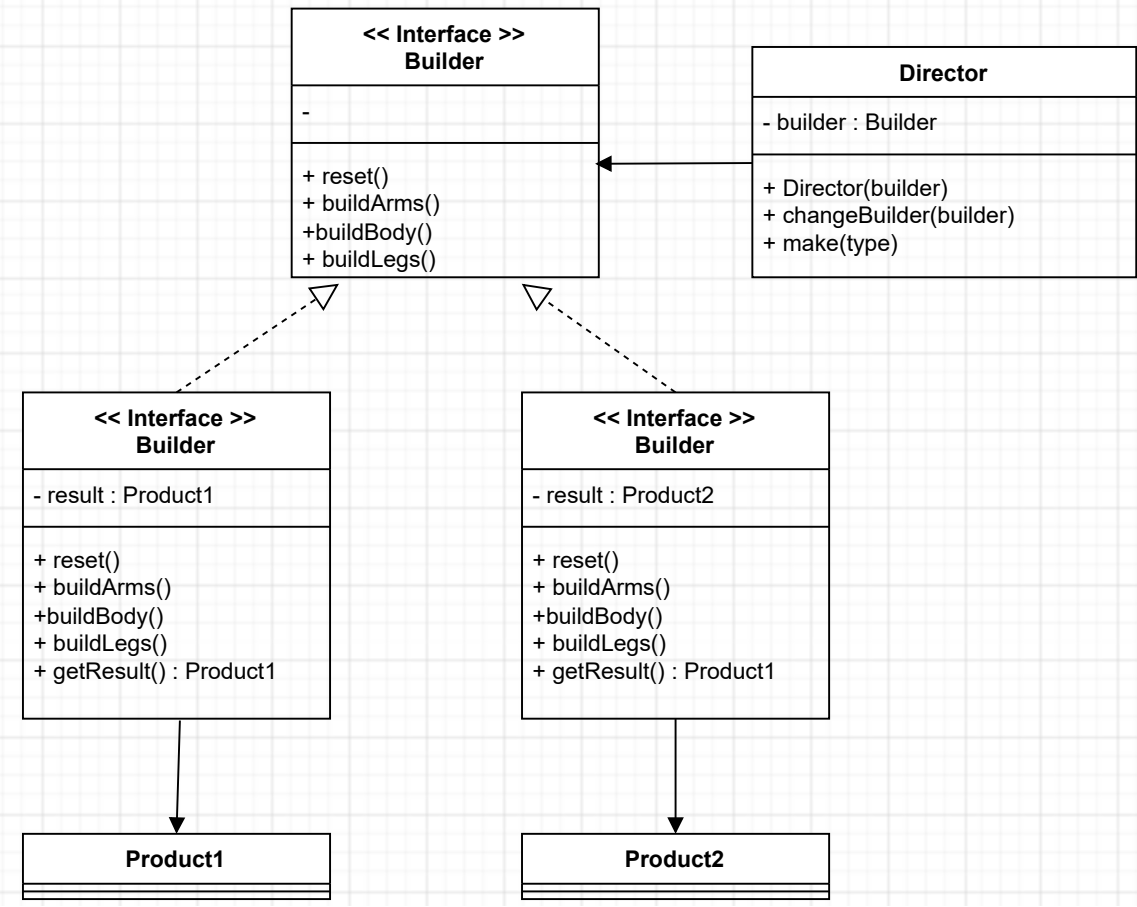 << Interface >>
Builder
-
+ reset()
+ buildArms()
+buildBody()
+ buildLegs()
Director
- builder : Builder
+ Director(builder)
+ changeBuilder(builder)
+ make(type)
<< Interface >>
Builder
- result : Product1
+ reset()
+ buildArms()
+buildBody()
+ buildLegs()
+ getResult() : Product1
<< Interface >>
Builder
- result : Product2
+ reset()
+ buildArms()
+buildBody()
+ buildLegs()
+ getResult() : Product1
Product1
Product2